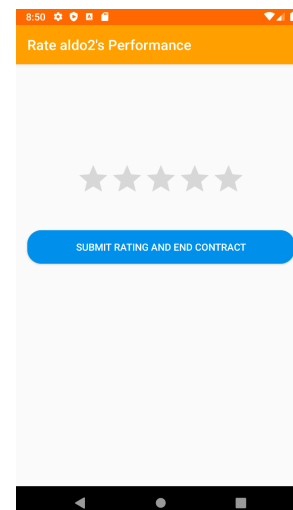 8:50
Rate aldo2's Performance
SUBMIT RATING AND END CONTRACT